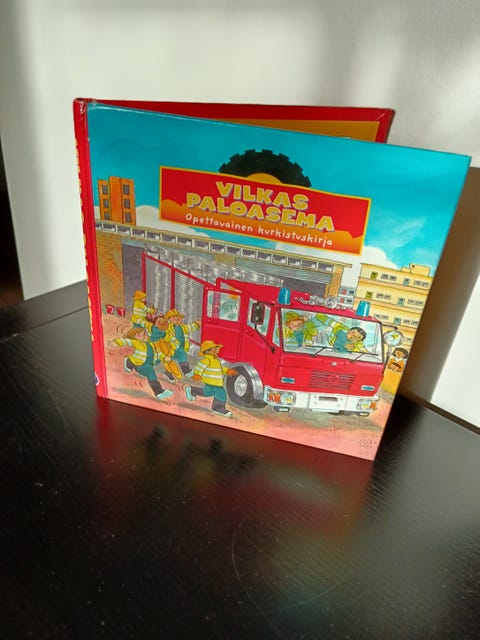 VILKAS
PALOASEMA
Opettavainen kurkistuskirja